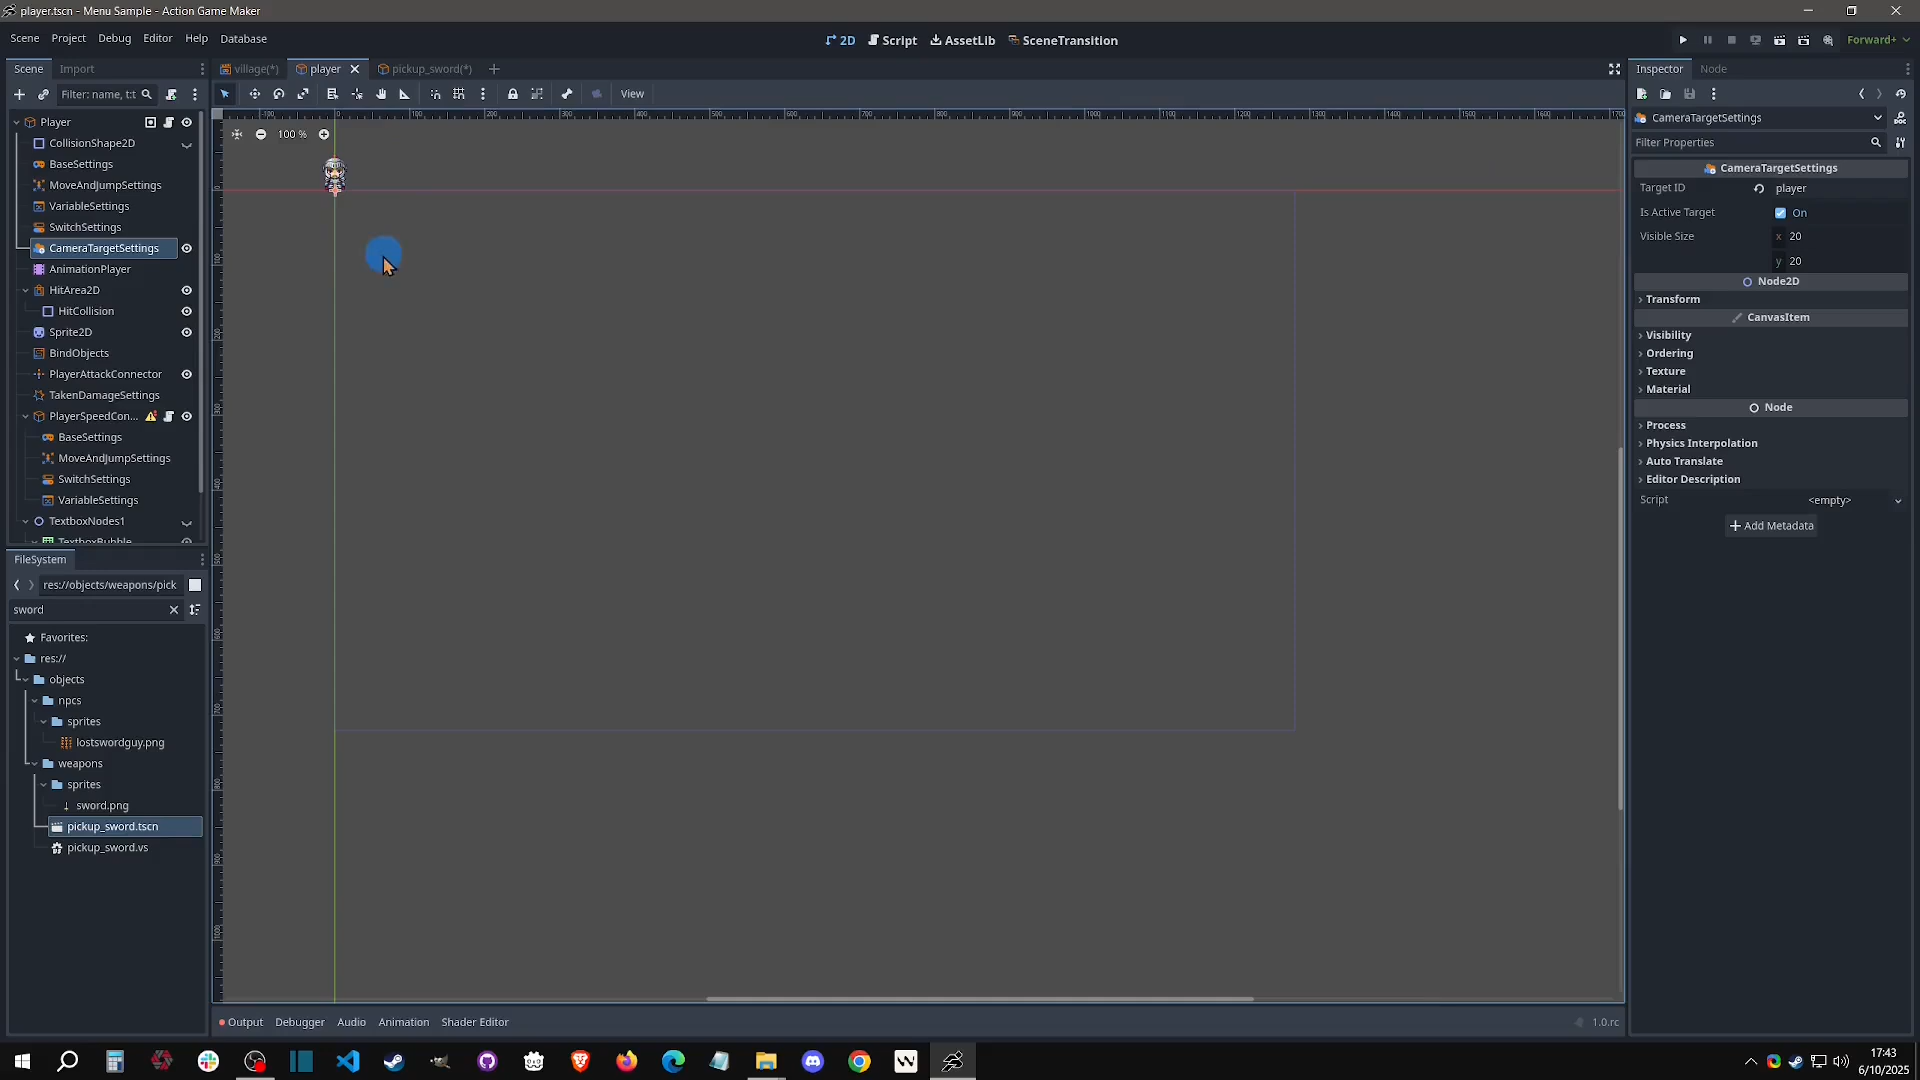 player.tscn - Menu Sample - Action Game Maker
Scene Project Debug Editor Help Database
2D Script AssetLib SceneTransition
Forward+
Scene Import
village(*) player pickup_sword(*)
Inspector Node
Filter: name, t:t
View
CameraTargetSettings
Filter Properties
100 %
Player
CollisionShape2D
BaseSettings
MoveAndJumpSettings
VariableSettings
SwitchSettings
CameraTargetSettings
AnimationPlayer
HitArea2D
HitCollision
Sprite2D
BindObjects
PlayerAttackConnector
TakenDamageSettings
PlayerSpeedCon...
BaseSettings
MoveAndJumpSettings
SwitchSettings
VariableSettings
TextboxNodes1
TextboxBubble
CameraTargetSettings
Target ID player
Is Active Target On
Visible Size x 20
y 20
Node2D
Transform
CanvasItem
Visibility
Ordering
Texture
Material
Node
Process
Physics Interpolation
Auto Translate
Editor Description
Script <empty>
Add Metadata
FileSystem
res://objects/weapons/pick
sword
Favorites:
res://
objects
npcs
sprites
lostswordguy.png
weapons
sprites
sword.png
pickup_sword.tscn
pickup_sword.vs
Output Debugger Audio Animation Shader Editor
1.0.rc
17:43
6/10/2025